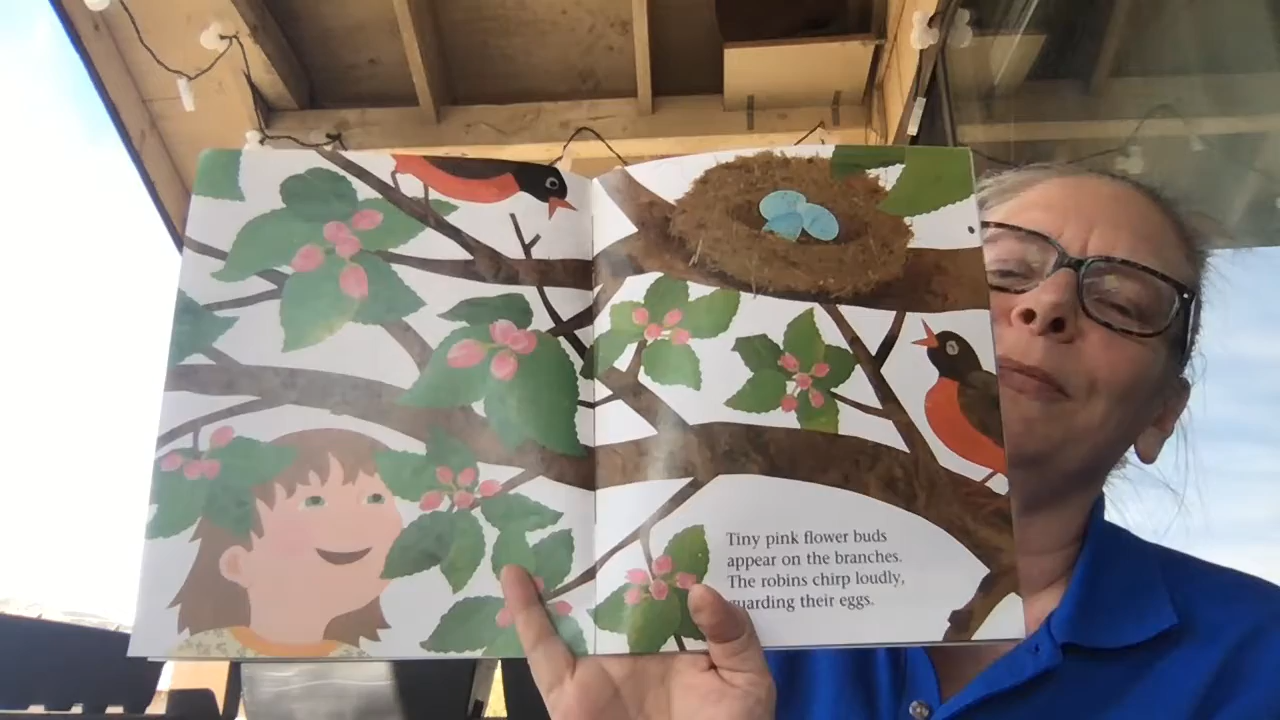 Tiny pink flower buds
appear on the branches.
The robins chirp loudly,
guarding their eggs.